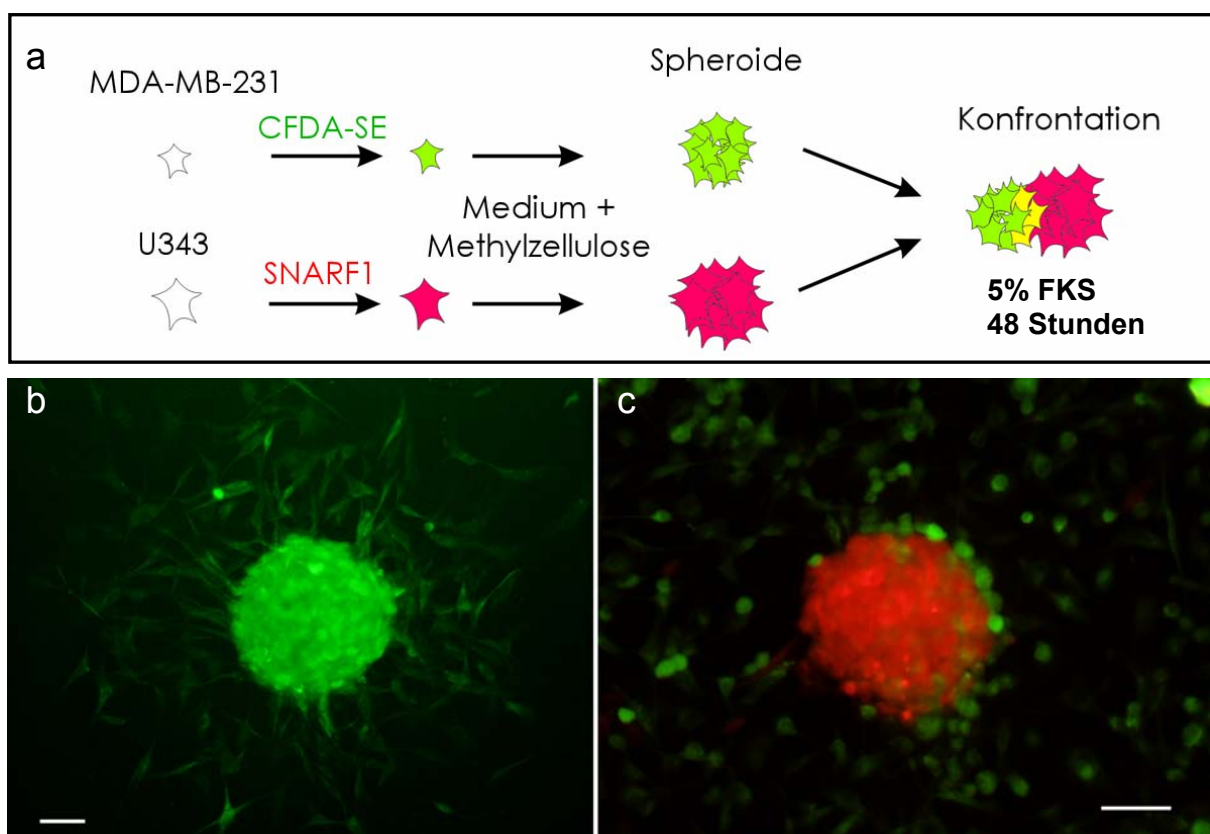 a
MDA-MB-231
CFDA-SE
U343
SNARF1
Medium +
Methylzellulose
Spheroide
Konfrontation
5% FKS
48 Stunden
b
c